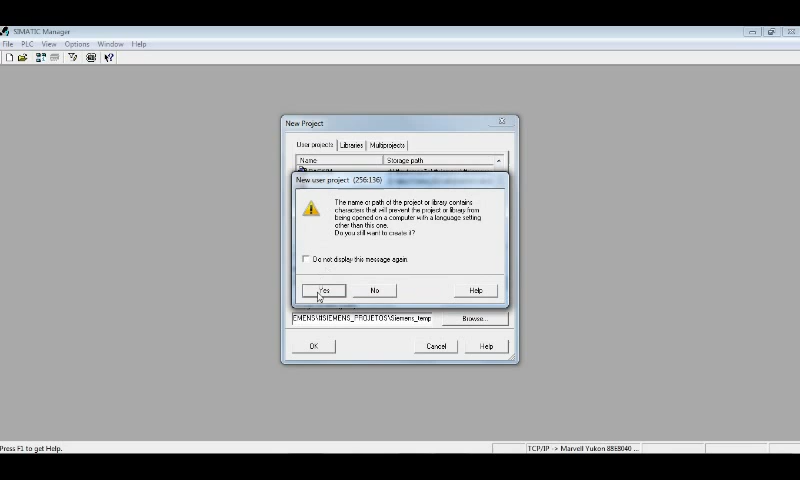 SIMATIC Manager
File PLC View Options Window Help
New Project
User projects Libraries Multiprojects
Name Storage path
New user project (256:136)
The name or path of the project or library contains
characters that will prevent the project or library from
being opened on a computer with a language setting
other than this one.
Do you still want to create it?
Do not display this message again.
Yes No Help
EMENS\!!SIEMENS_PROJETOS\Siemens_temp Browse...
OK Cancel Help
Press F1 to get Help. TCP/IP -> Marvell Yukon 88E8040 ...